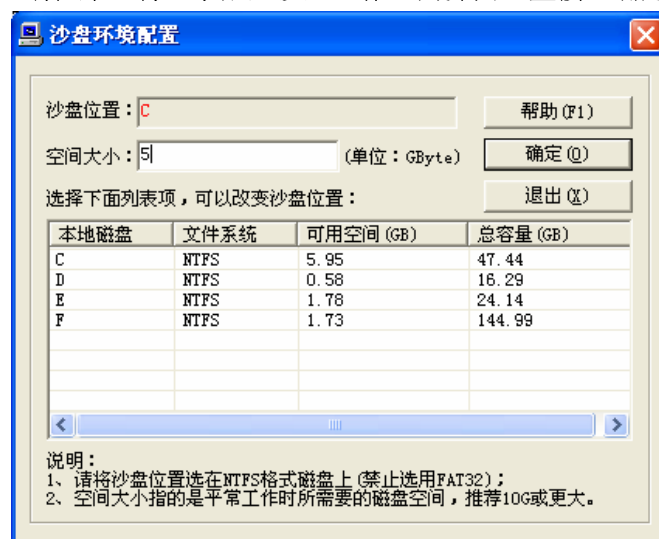 沙盘环境配置
沙盘位置：C
帮助(F1)
空间大小：5 (单位：GByte)
确定(O)
选择下面列表项，可以改变沙盘位置：
退出(X)
本地磁盘 文件系统 可用空间(GB) 总容量(GB)
C NTFS 5.95 47.44
D NTFS 0.58 16.29
E NTFS 1.78 24.14
F NTFS 1.73 144.99
说明：
1、请将沙盘位置选在NTFS格式磁盘上(禁止选用FAT32)；
2、空间大小指的是平常工作时所需要的磁盘空间，推荐10G或更大。